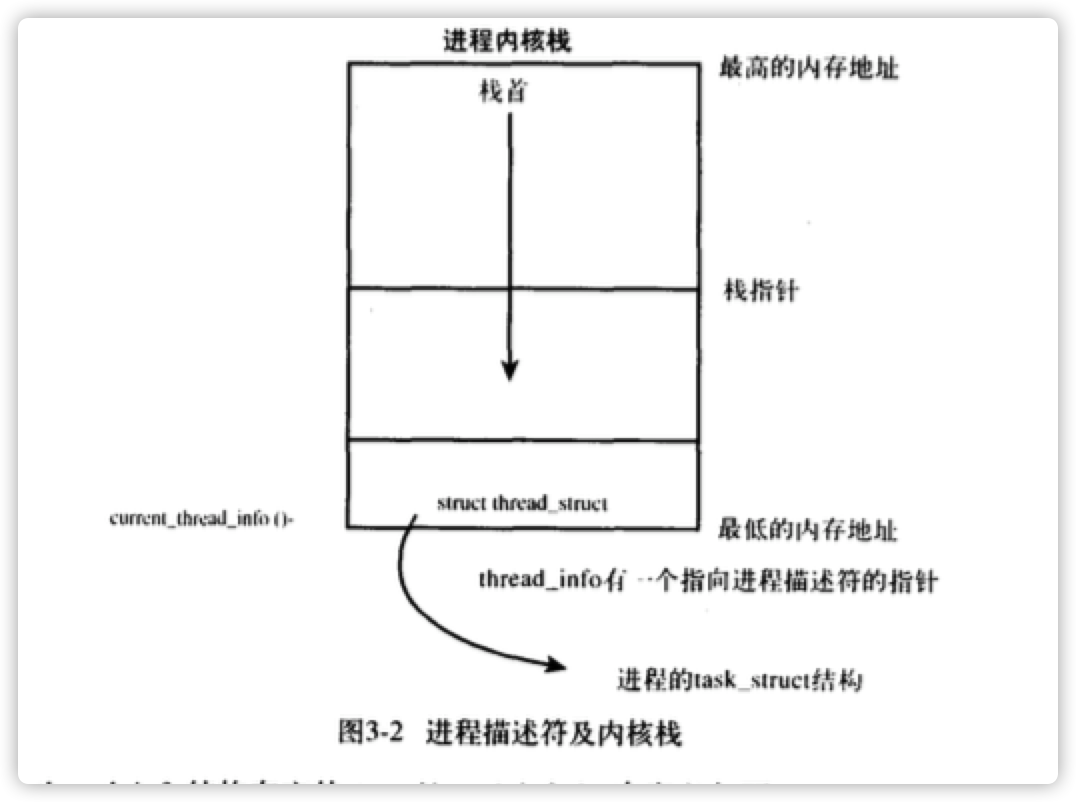 进程内核栈
最高的内存地址
栈首
栈指针
struct thread_struct
current_thread_info ()-
最低的内存地址
thread_info有一个指向进程描述符的指针
进程的task_struct结构
图3-2 进程描述符及内核栈